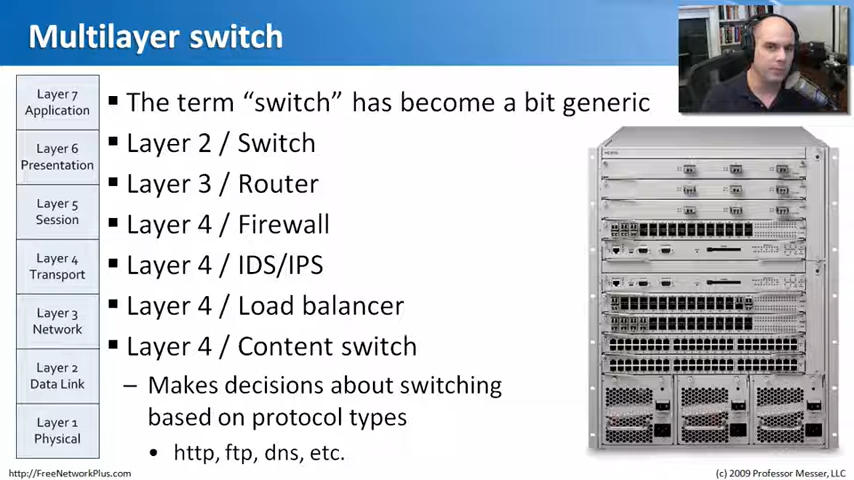 Multilayer switch
Layer 7
Application
Layer 6
Presentation
Layer 5
Session
Layer 4
Transport
Layer 3
Network
Layer 2
Data Link
Layer 1
Physical
▪ The term “switch” has become a bit generic
▪ Layer 2 / Switch
▪ Layer 3 / Router
▪ Layer 4 / Firewall
▪ Layer 4 / IDS/IPS
▪ Layer 4 / Load balancer
▪ Layer 4 / Content switch
– Makes decisions about switching
based on protocol types
• http, ftp, dns, etc.
http://FreeNetworkPlus.com
(c) 2009 Professor Messer, LLC